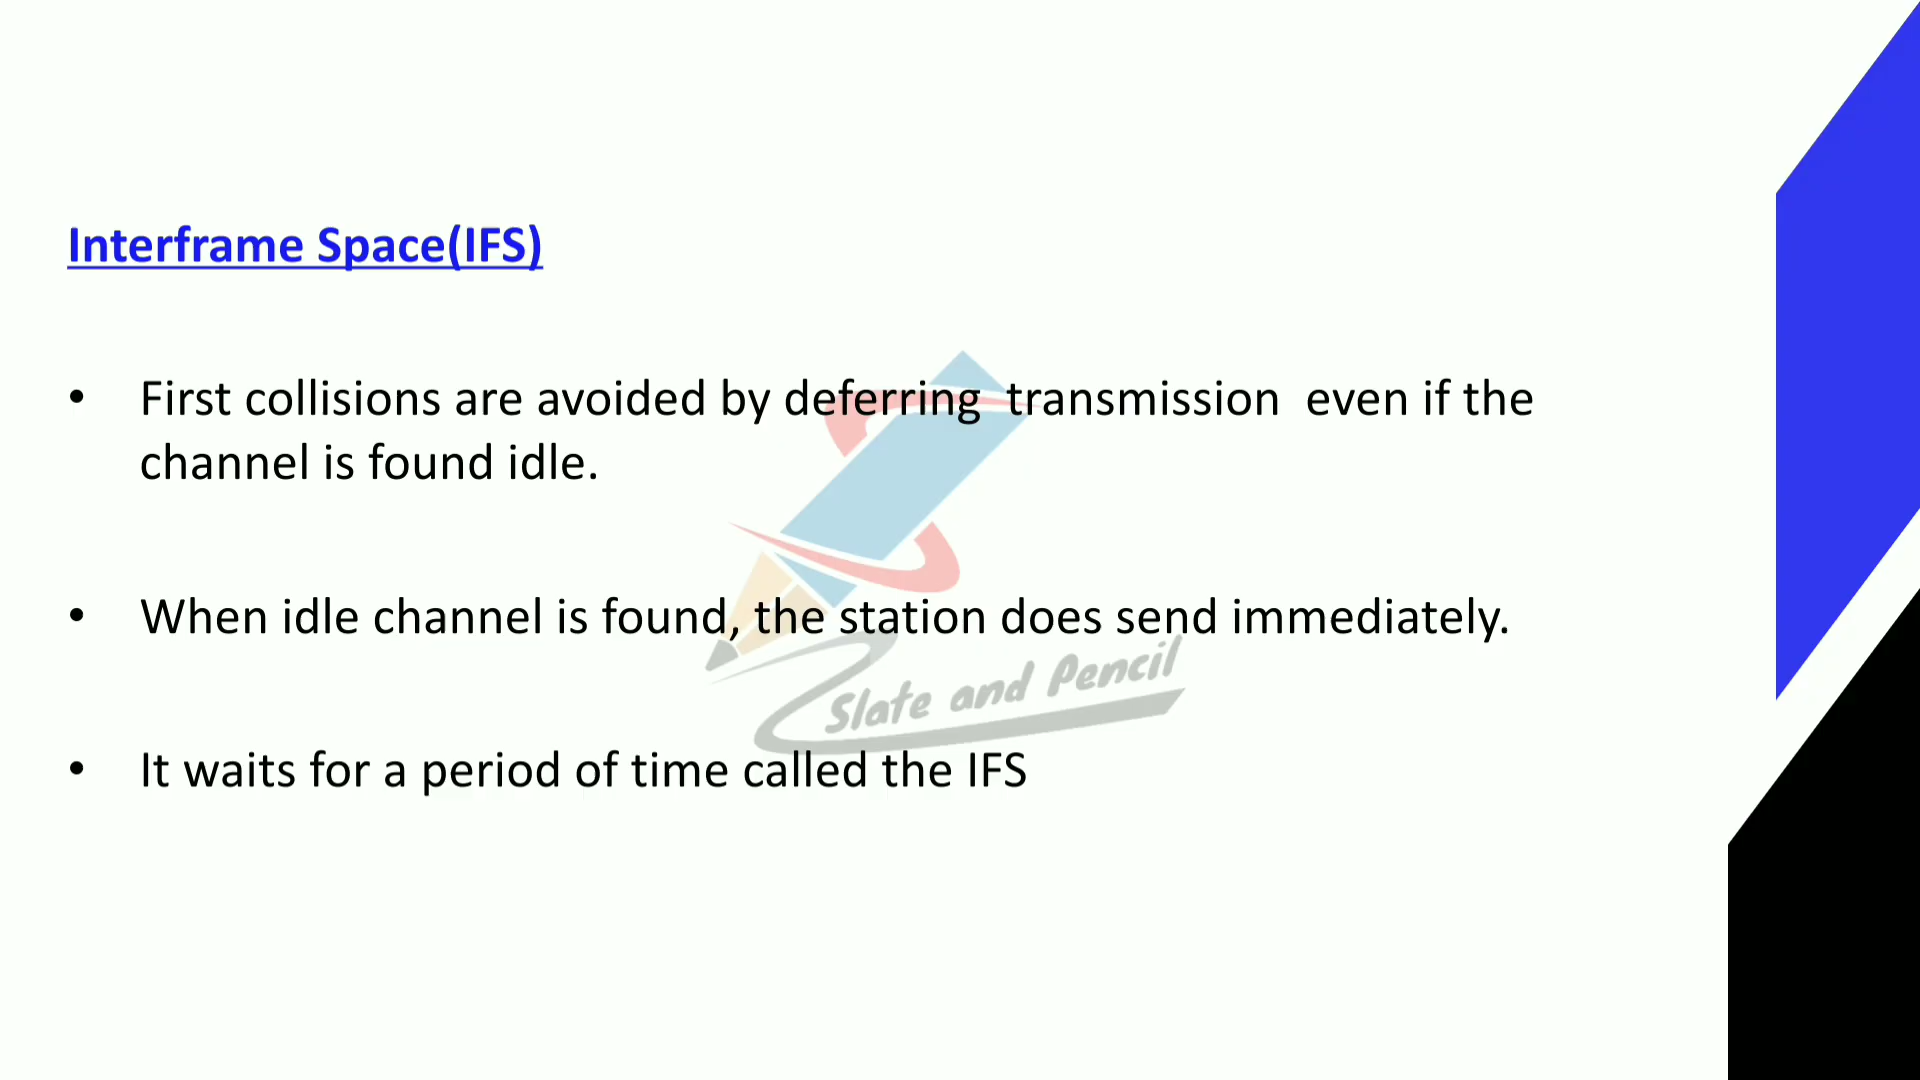 Interframe Space(IFS)
• First collisions are avoided by deferring transmission even if the
channel is found idle.
• When idle channel is found, the station does send immediately.
Slate and Pencil
• It waits for a period of time called the IFS